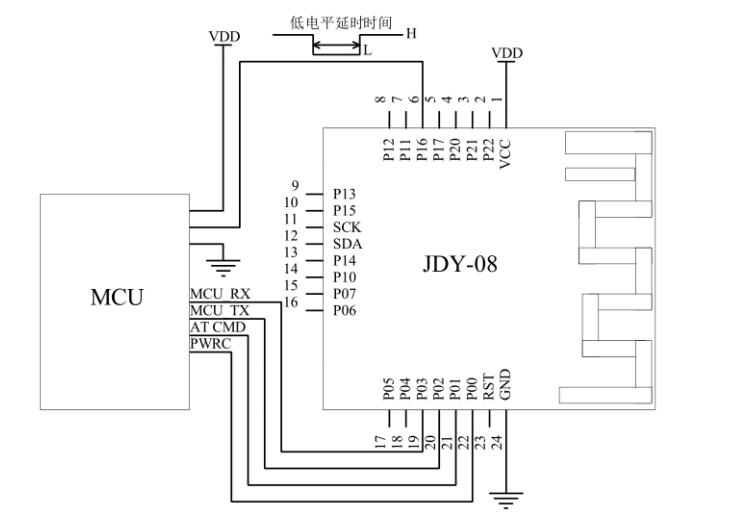 低电平延时时间
H
L
VDD
VDD
8
7
6
5
4
3
2
1
P12
P11
P16
P17
P20
P21
P22
VCC
9
P13
10
P15
11
SCK
12
SDA
13
P14
14
P10
15
P07
16
P06
JDY-08
MCU
MCU_RX
MCU_TX
AT CMD
PWRC
P05
P04
P03
P02
P01
P00
RST
GND
17
18
19
20
21
22
23
24